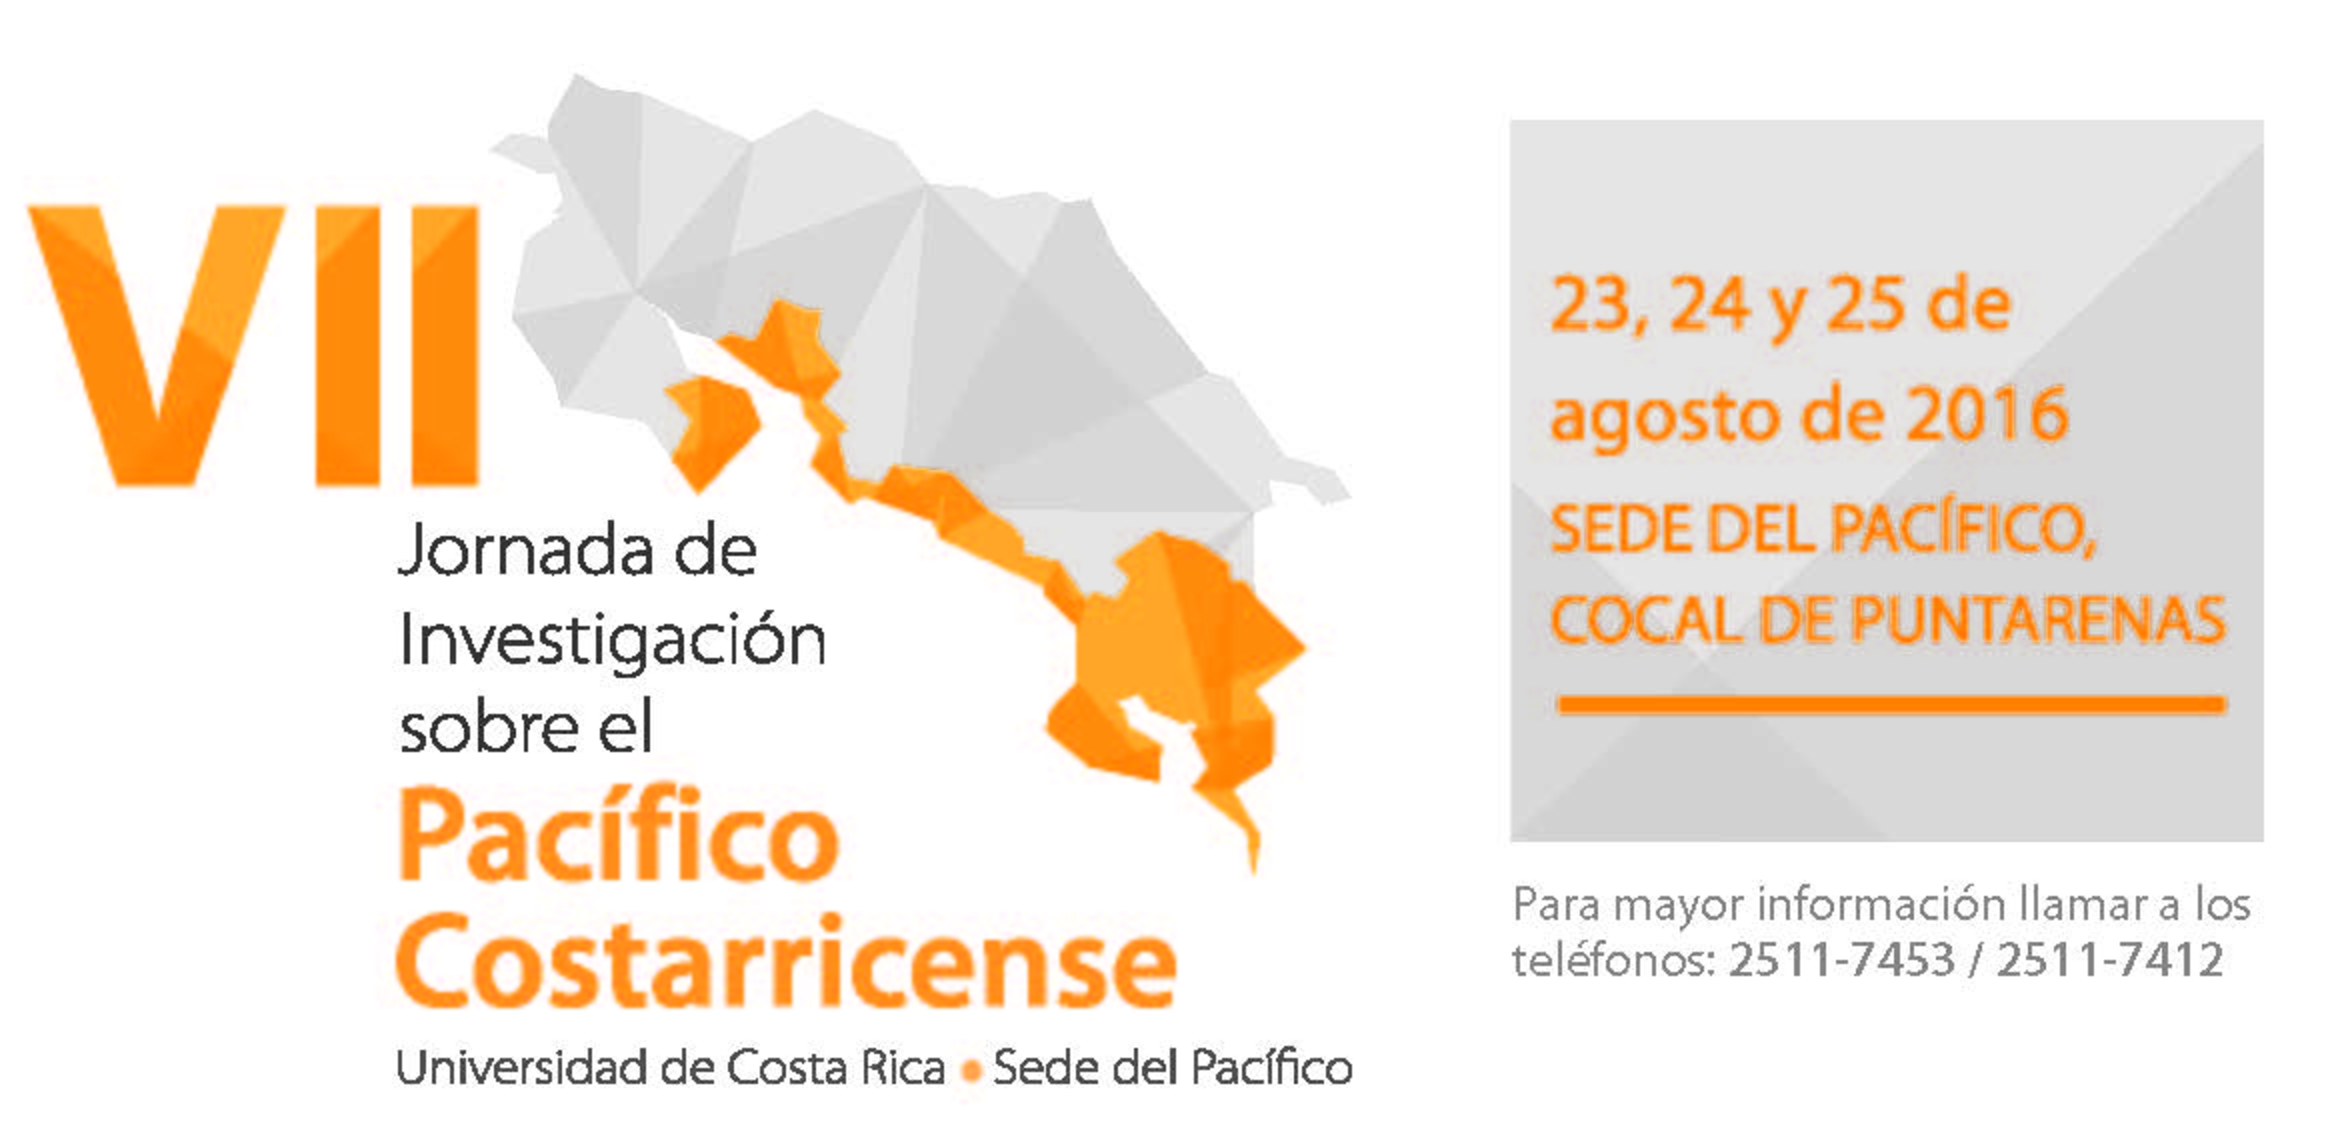 VII
Jornada de
Investigación
sobre el
Pacífico
Costarricense
Universidad de Costa Rica • Sede del Pacífico
23, 24 y 25 de
agosto de 2016
SEDE DEL PACÍFICO,
COCAL DE PUNTARENAS
Para mayor información llamar a los
teléfonos: 2511-7453 / 2511-7412